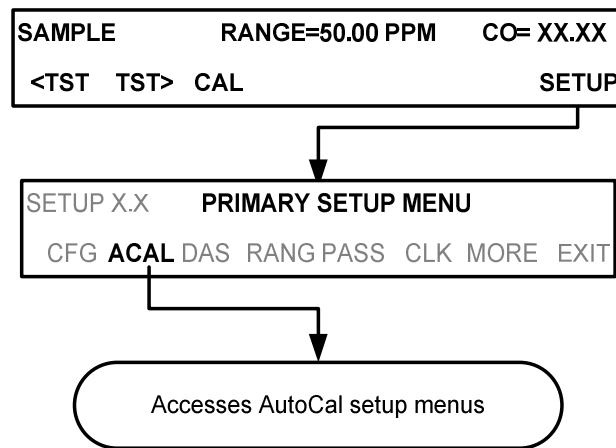 SAMPLE RANGE=50.00 PPM CO= XX.XX
<TST TST> CAL SETUP
SETUP X.X PRIMARY SETUP MENU
CFG ACAL DAS RANG PASS CLK MORE EXIT
Accesses AutoCal setup menus